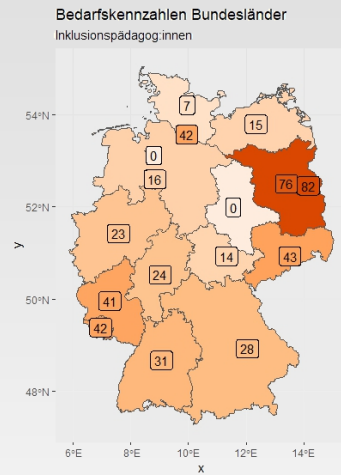 Bedarfskennzahlen Bundesländer
Inklusionspädagog:innen
54°N
7
15
42
0
16
76
82
52°N
0
23
14
43
24
50°N
41
42
28
31
48°N
y
6°E
8°E
10°E
12°E
14°E
x